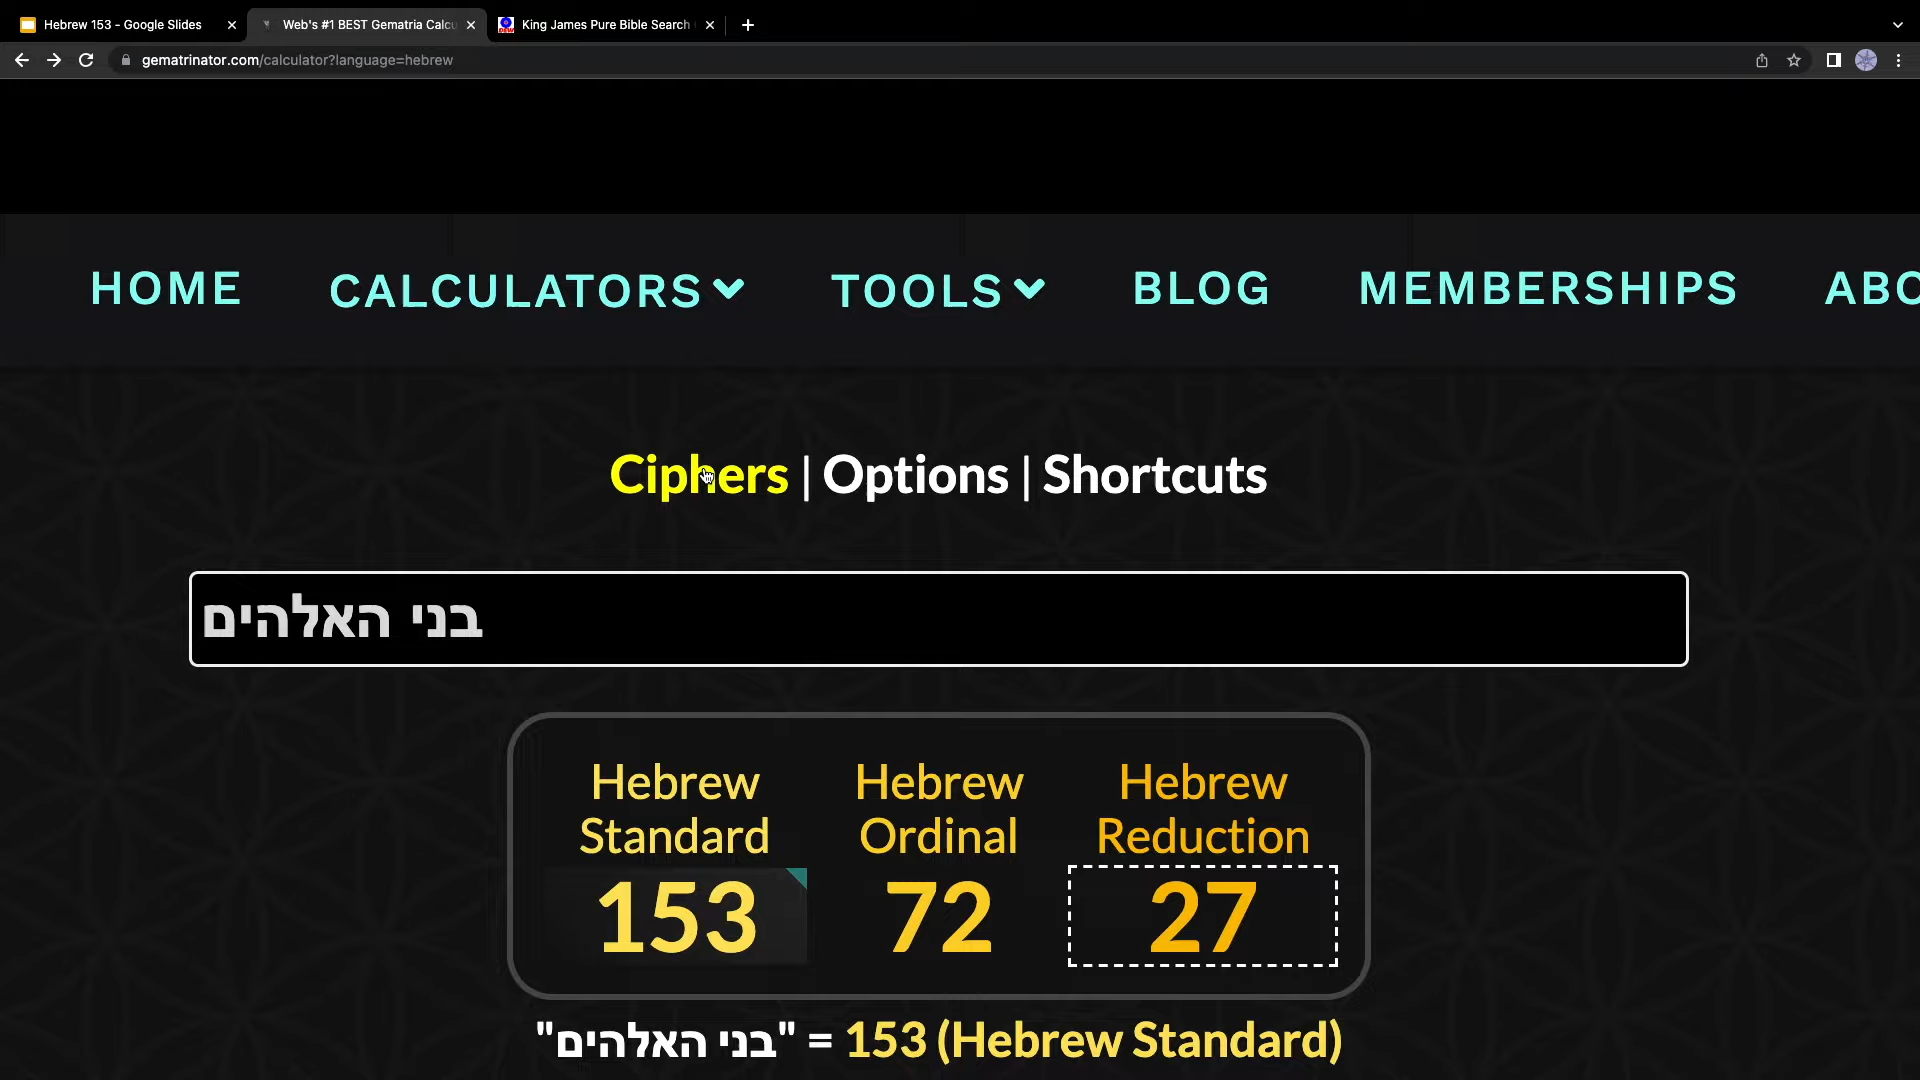 Hebrew 153 - Google Slides
Web's #1 BEST Gematria Calcu
King James Pure Bible Search
gematrinator.com/calculator?language=hebrew
HOME CALCULATORS TOOLS BLOG MEMBERSHIPS ABO
Ciphers | Options | Shortcuts
בני האלהים
Hebrew Standard
Hebrew Ordinal
Hebrew Reduction
153 72 27
"בני האלהים" = 153 (Hebrew Standard)